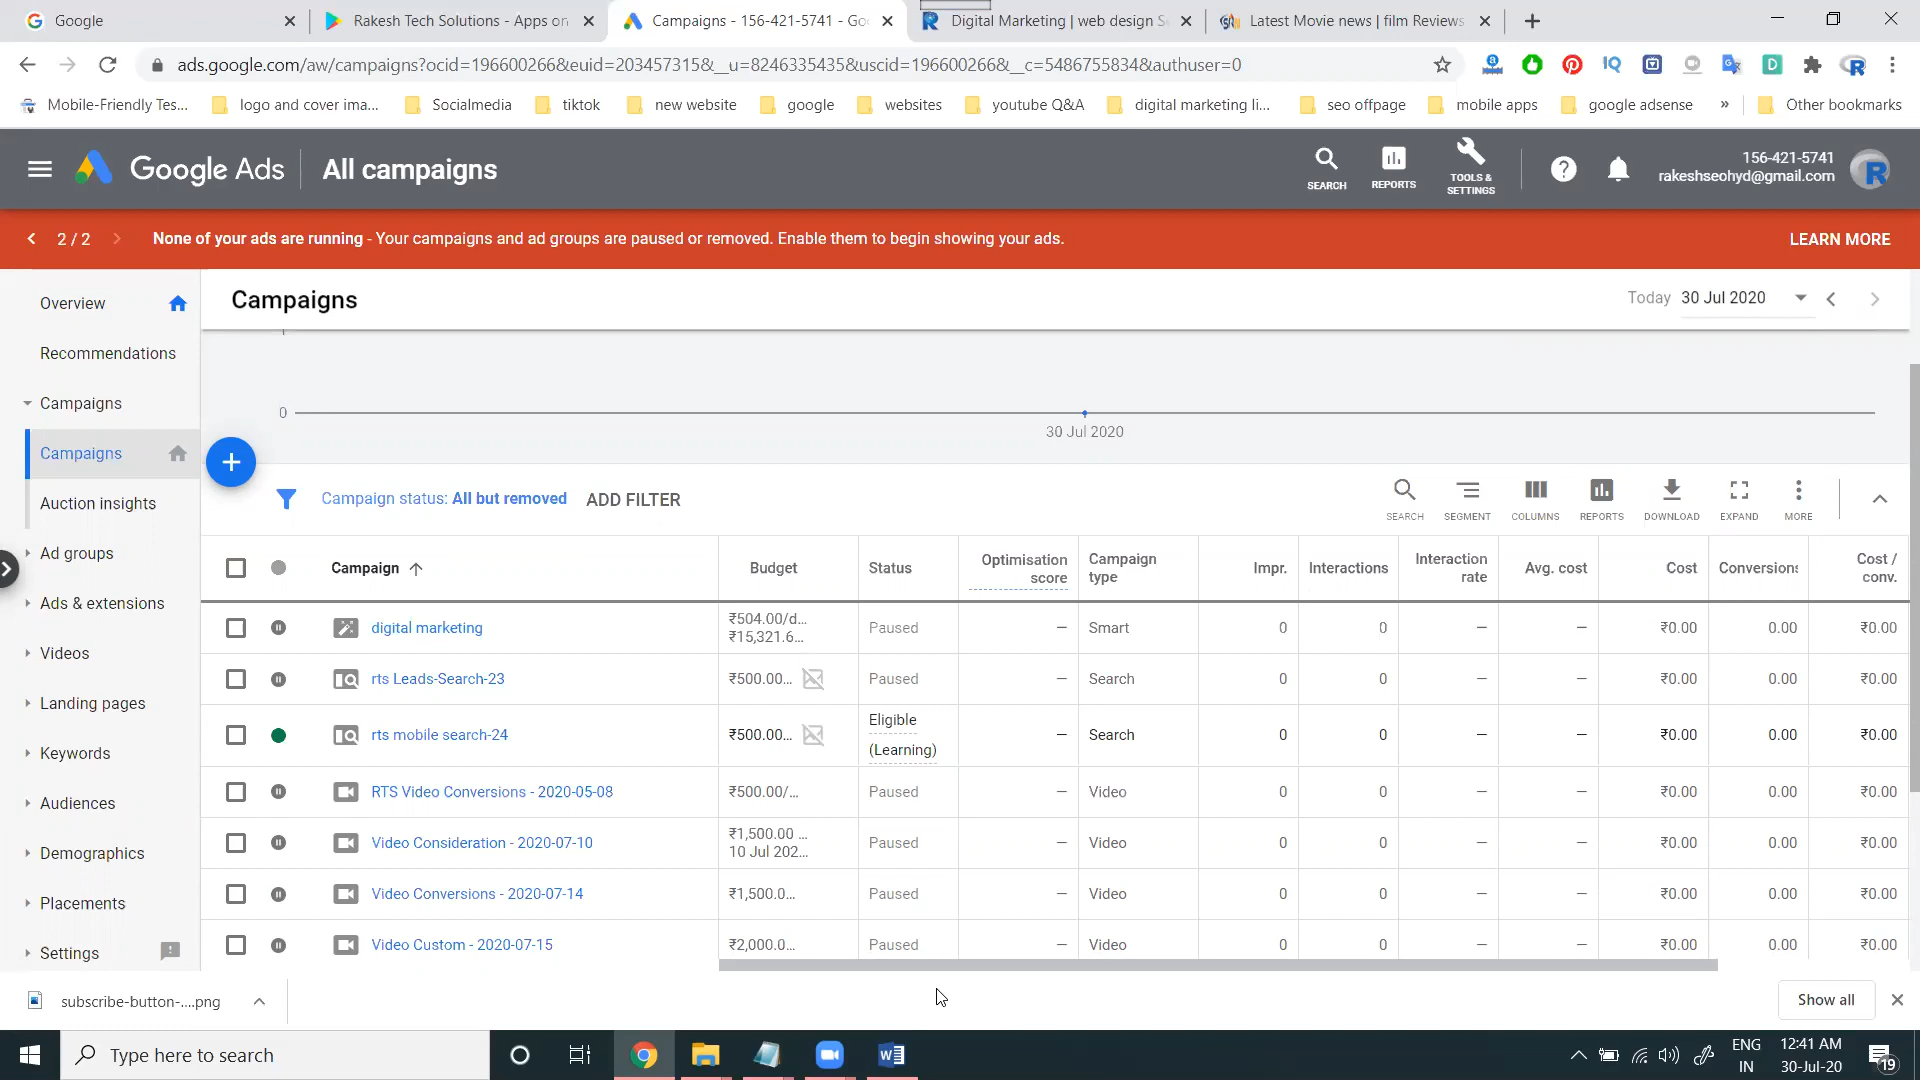 Google
Rakesh Tech Solutions - Apps on
Campaigns - 156-421-5741 - Goo
Digital Marketing | web design S
Latest Movie news | film Reviews
ads.google.com/aw/campaigns?ocid=196600266&euid=203457315&__u=8246335435&uscid=196600266&__c=5486755834&authuser=0
Mobile-Friendly Tes...
logo and cover ima...
Socialmedia
tiktok
new website
google
websites
youtube Q&A
digital marketing li...
seo offpage
mobile apps
google adsense
»
Other bookmarks
Google Ads
All campaigns
SEARCH
REPORTS
TOOLS &
SETTINGS
156-421-5741
rakeshseohyd@gmail.com
2 / 2
None of your ads are running - Your campaigns and ad groups are paused or removed. Enable them to begin showing your ads.
LEARN MORE
Overview
Recommendations
Campaigns
Campaigns
Auction insights
Ad groups
Ads & extensions
Videos
Landing pages
Keywords
Audiences
Demographics
Placements
Settings
Campaigns
Today 30 Jul 2020
0
30 Jul 2020
Campaign status: All but removed
ADD FILTER
SEARCH
SEGMENT
COLUMNS
REPORTS
DOWNLOAD
EXPAND
MORE
Campaign
Budget
Status
Optimisation
score
Campaign
type
Impr.
Interactions
Interaction
rate
Avg. cost
Cost
Conversions
Cost /
conv.
digital marketing
₹504.00/d...
₹15,321.6...
Paused — Smart 0 0 — — ₹0.00 0.00 ₹0.00
rts Leads-Search-23 ₹500.00... Paused — Search 0 0 — — ₹0.00 0.00 ₹0.00
rts mobile search-24 ₹500.00...
Eligible
(Learning)
— Search 0 0 — — ₹0.00 0.00 ₹0.00
RTS Video Conversions - 2020-05-08 ₹500.00/... Paused — Video 0 0 — — ₹0.00 0.00 ₹0.00
Video Consideration - 2020-07-10
₹1,500.00 ...
10 Jul 202...
Paused — Video 0 0 — — ₹0.00 0.00 ₹0.00
Video Conversions - 2020-07-14 ₹1,500.0... Paused — Video 0 0 — — ₹0.00 0.00 ₹0.00
Video Custom - 2020-07-15 ₹2,000.0... Paused — Video 0 0 — — ₹0.00 0.00 ₹0.00
subscribe-button-....png
Show all
Type here to search
ENG
IN
12:41 AM
30-Jul-20
19